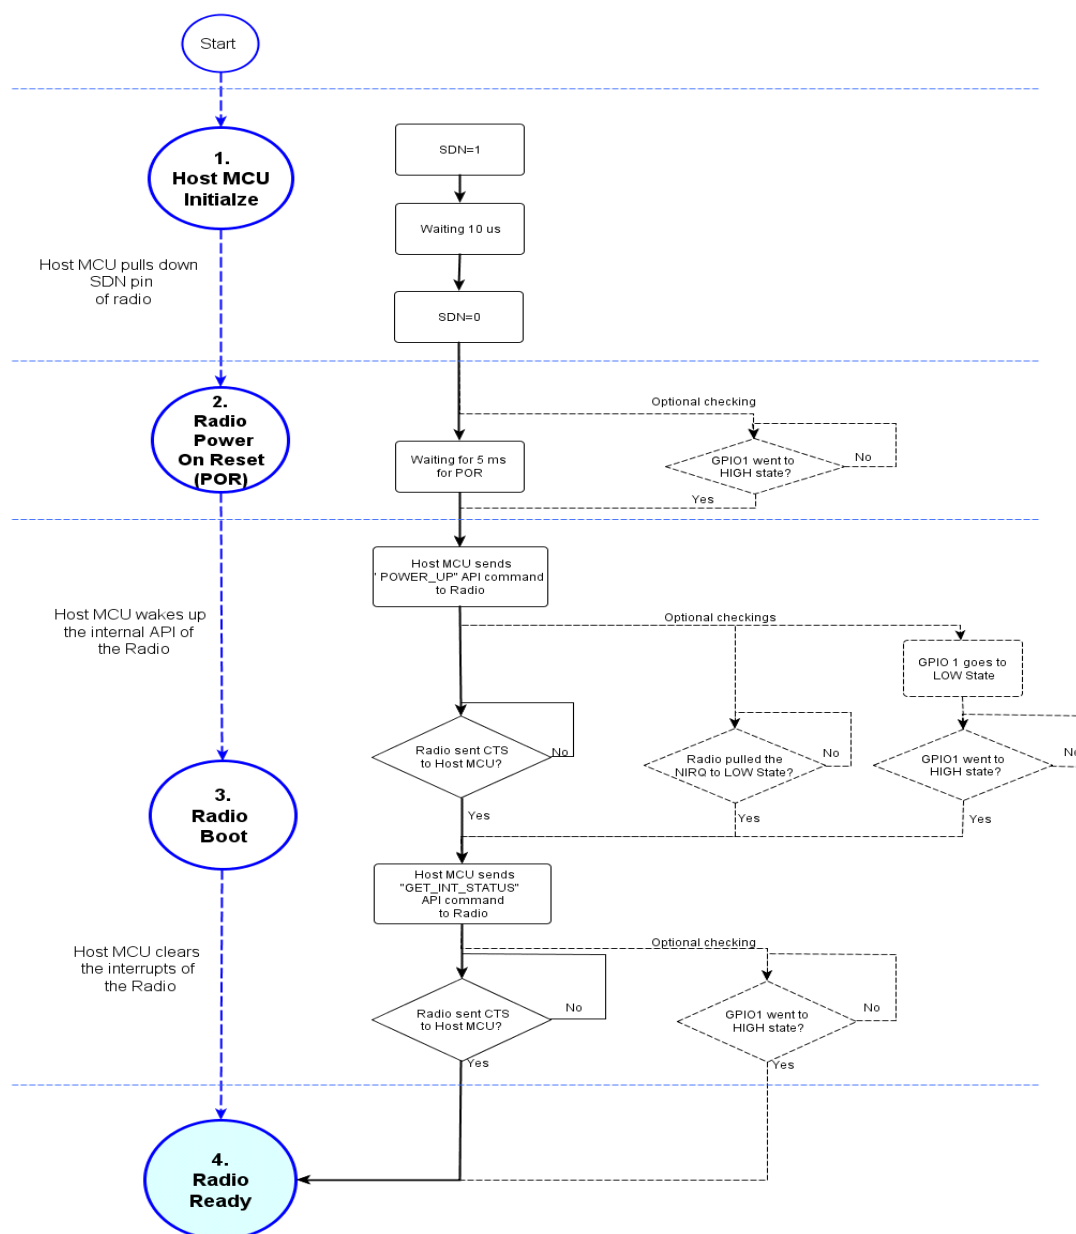 Start
1.
Host MCU
Initialze
SDN=1
Waiting 10 us
Host MCU pulls down
SDN pin
of radio
SDN=0
2.
Radio
Power
On Reset
(POR)
Optional checking
Waiting for 5 ms
for POR
GPIO1 went to
HIGH state?
No
Yes
Host MCU sends
' POWER_UP" API command
to Radio
Host MCU wakes up
the internal API of
the Radio
Optional checkings
GPIO 1 goes to
LOW State
Radio sent CTS
to Host MCU?
No
Radio pulled the
NIRQ to LOW State?
No
GPIO1 went to
HIGH state?
No
Yes
Yes
Yes
3.
Radio
Boot
Host MCU sends
"GET_INT_STATUS"
API command
to Radio
Host MCU clears
the interrupts of
the Radio
Optional checking
Radio sent CTS
to Host MCU?
No
GPIO1 went to
HIGH state?
No
Yes
Yes
4.
Radio
Ready